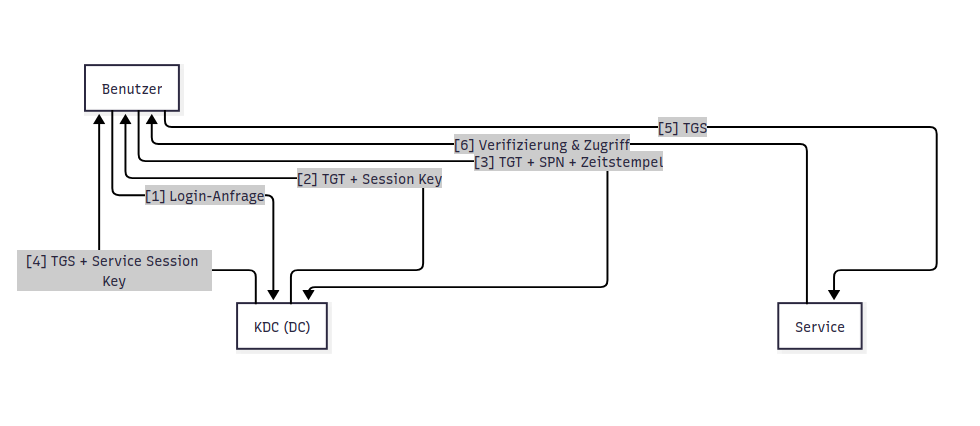 Benutzer
[5] TGS
[6] Verifizierung & Zugriff
[3] TGT + SPN + Zeitstempel
[2] TGT + Session Key
[1] Login-Anfrage
[4] TGS + Service Session
Key
KDC (DC)
Service